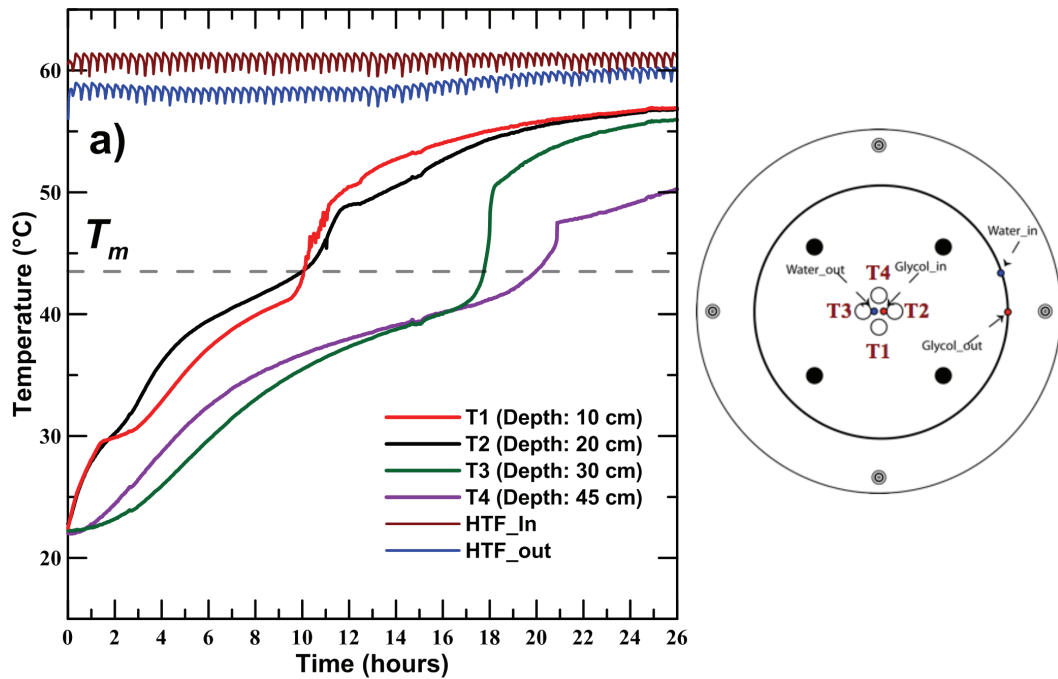 a)
T_m
Temperature (°C)
60
50
40
30
20
0 2 4 6 8 10 12 14 16 18 20 22 24 26
Time (hours)
T1 (Depth: 10 cm)
T2 (Depth: 20 cm)
T3 (Depth: 30 cm)
T4 (Depth: 45 cm)
HTF_In
HTF_out
Water_in
Water_out
Glycol_in
T4
T3
T2
T1
Glycol_out